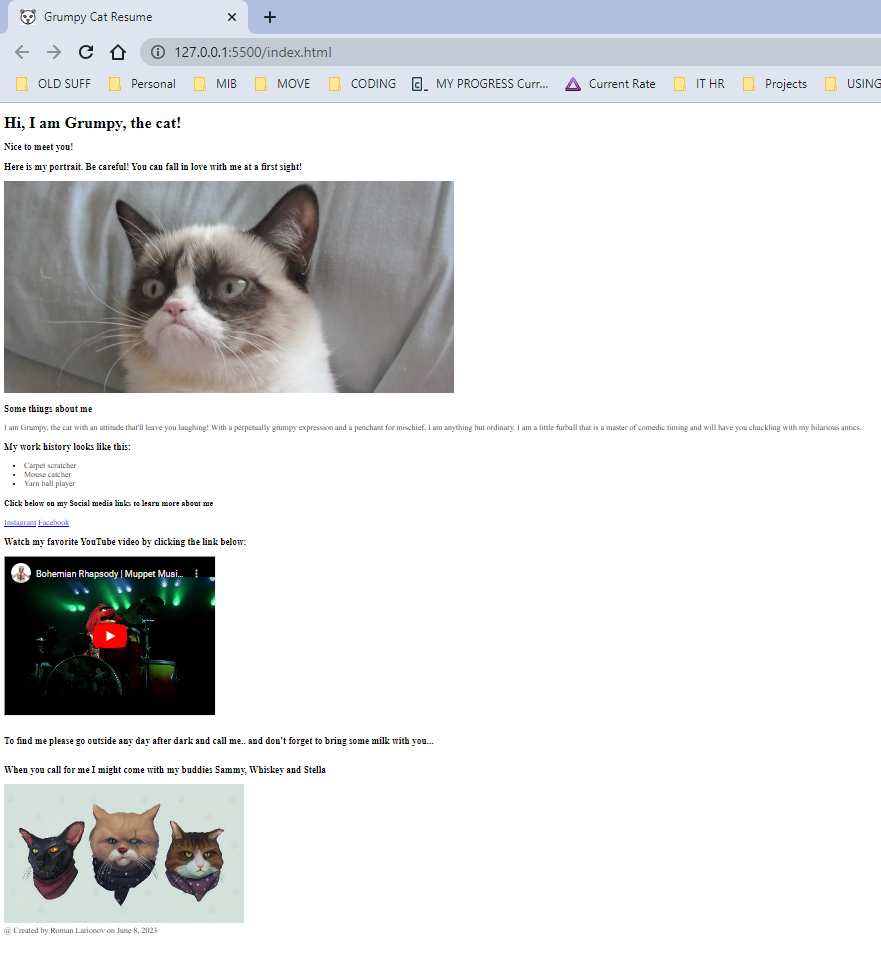 Grumpy Cat Resume
127.0.0.1:5500/index.html
OLD SUFF Personal MIB MOVE CODING MY PROGRESS Curr... Current Rate IT HR Projects USING
Hi, I am Grumpy, the cat!
Nice to meet you!
Here is my portrait. Be careful! You can fall in love with me at a first sight!
Some things about me
I am Grumpy, the cat with an attitude that'll leave you laughing! With a perpetually grumpy expression and a penchant for mischief, I am anything but ordinary. I am a little furball that is a master of comedic timing and will have you chuckling with my hilarious antics.
My work history looks like this:
Carpet scratcher
Mouse catcher
Yarn ball player
Click below on my Social media links to learn more about me
Instagram Facebook
Watch my favorite YouTube video by clicking the link below:
Bohemian Rhapsody | Muppet Musi...
To find me please go outside any day after dark and call me.. and don't forget to bring some milk with you...
When you call for me I might come with my buddies Sammy, Whiskey and Stella
@ Created by Roman Larionov on June 8, 2023